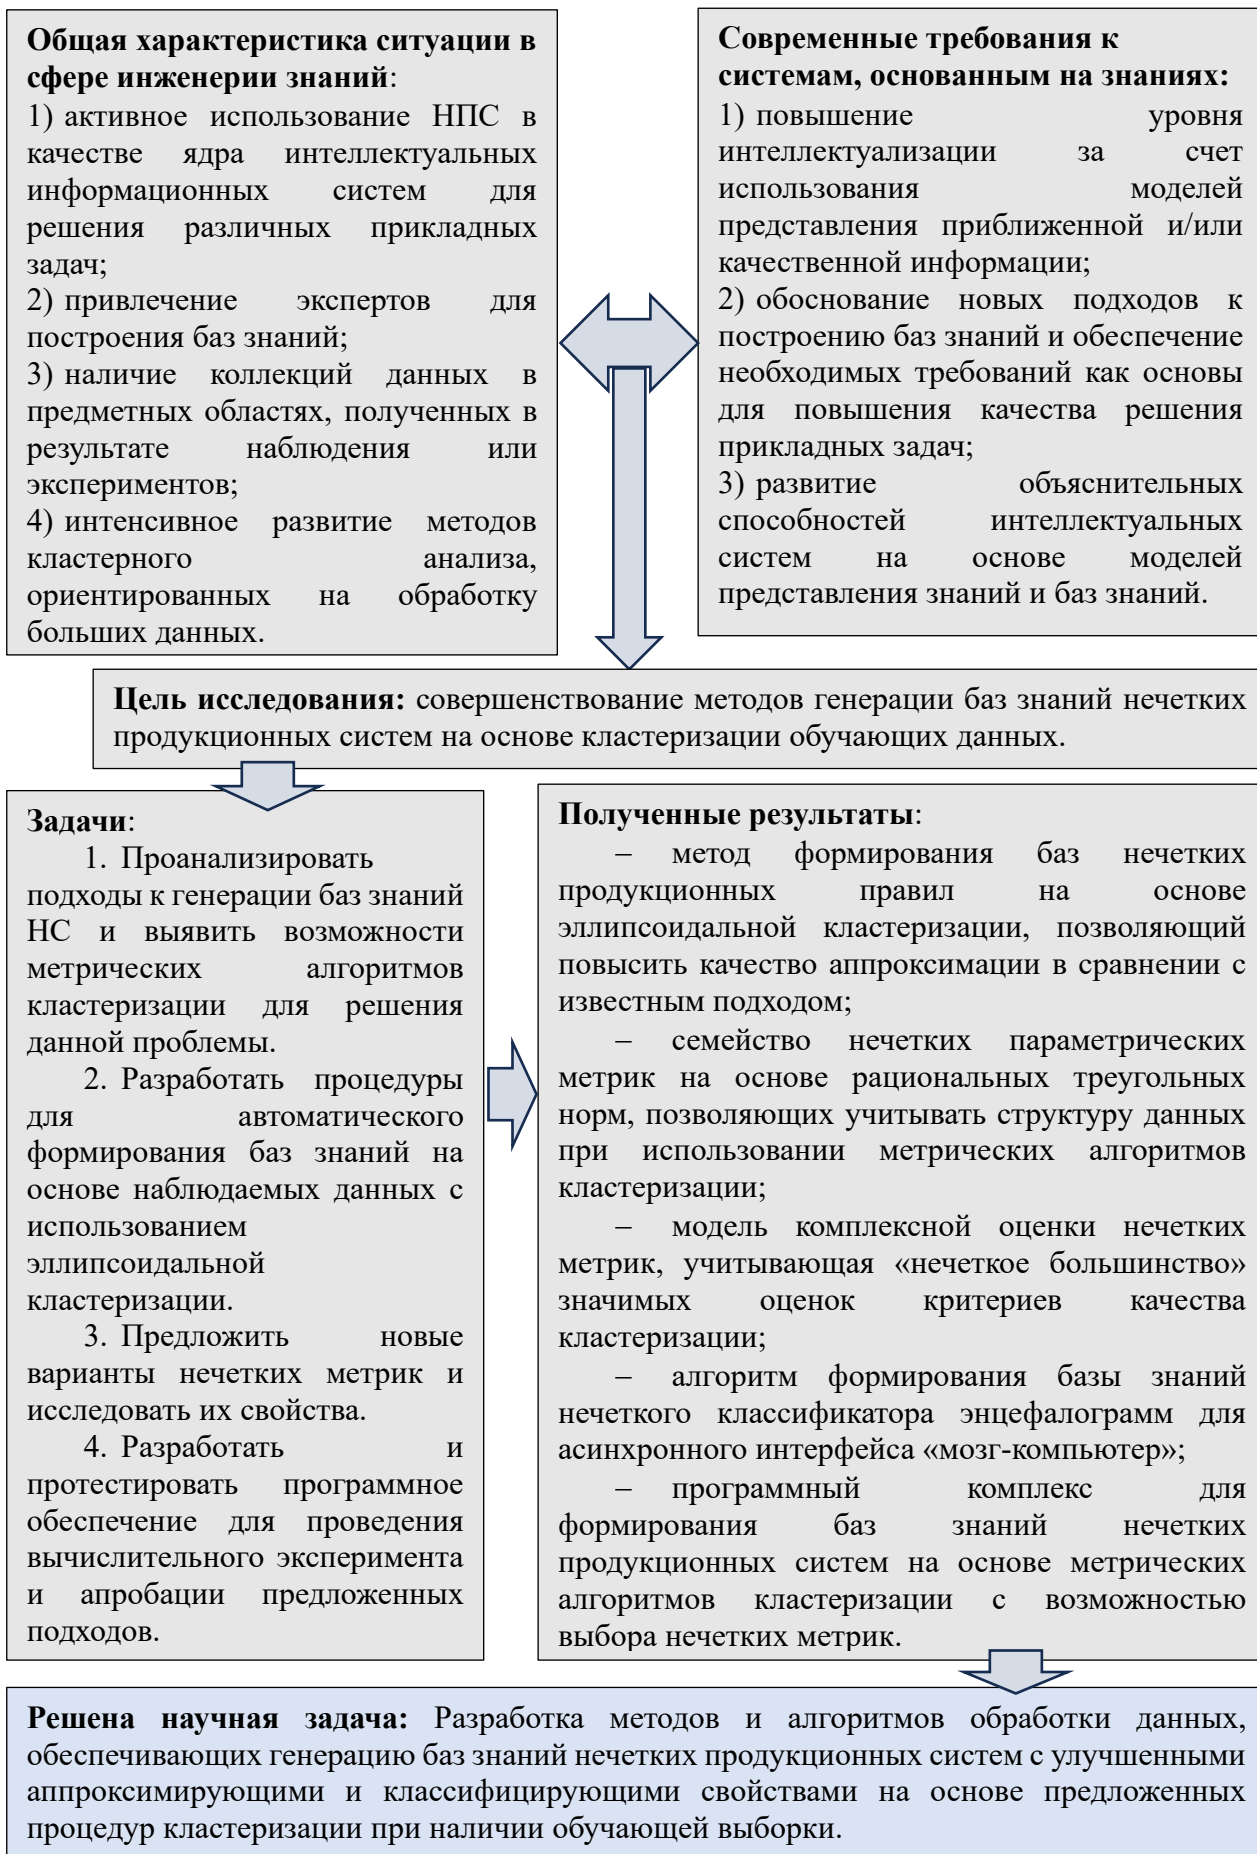 Общая характеристика ситуации в
сфере инженерии знаний:
1) активное использование НПС в
качестве ядра интеллектуальных
информационных систем для
решения различных прикладных
задач;
2) привлечение экспертов для
построения баз знаний;
3) наличие коллекций данных в
предметных областях, полученных в
результате наблюдения или
экспериментов;
4) интенсивное развитие методов
кластерного анализа,
ориентированных на обработку
больших данных.
Современные требования к
системам, основанным на знаниях:
1) повышение уровня
интеллектуализации за счет
использования моделей
представления приближенной и/или
качественной информации;
2) обоснование новых подходов к
построению баз знаний и обеспечение
необходимых требований как основы
для повышения качества решения
прикладных задач;
3) развитие объяснительных
способностей интеллектуальных
систем на основе моделей
представления знаний и баз знаний.
Цель исследования: совершенствование методов генерации баз знаний нечетких
продукционных систем на основе кластеризации обучающих данных.
Задачи:
1. Проанализировать
подходы к генерации баз знаний
НС и выявить возможности
метрических алгоритмов
кластеризации для решения
данной проблемы.
2. Разработать процедуры
для автоматического
формирования баз знаний на
основе наблюдаемых данных с
использованием
эллипсоидальной
кластеризации.
3. Предложить новые
варианты нечетких метрик и
исследовать их свойства.
4. Разработать и
протестировать программное
обеспечение для проведения
вычислительного эксперимента
и апробации предложенных
подходов.
Полученные результаты:
– метод формирования баз нечетких
продукционных правил на основе
эллипсоидальной кластеризации, позволяющий
повысить качество аппроксимации в сравнении с
известным подходом;
– семейство нечетких параметрических
метрик на основе рациональных треугольных
норм, позволяющих учитывать структуру данных
при использовании метрических алгоритмов
кластеризации;
– модель комплексной оценки нечетких
метрик, учитывающая «нечеткое большинство»
значимых оценок критериев качества
кластеризации;
– алгоритм формирования базы знаний
нечеткого классификатора энцефалограмм для
асинхронного интерфейса «мозг-компьютер»;
– программный комплекс для
формирования баз знаний нечетких
продукционных систем на основе метрических
алгоритмов кластеризации с возможностью
выбора нечетких метрик.
Решена научная задача: Разработка методов и алгоритмов обработки данных,
обеспечивающих генерацию баз знаний нечетких продукционных систем с улучшенными
аппроксимирующими и классифицирующими свойствами на основе предложенных
процедур кластеризации при наличии обучающей выборки.